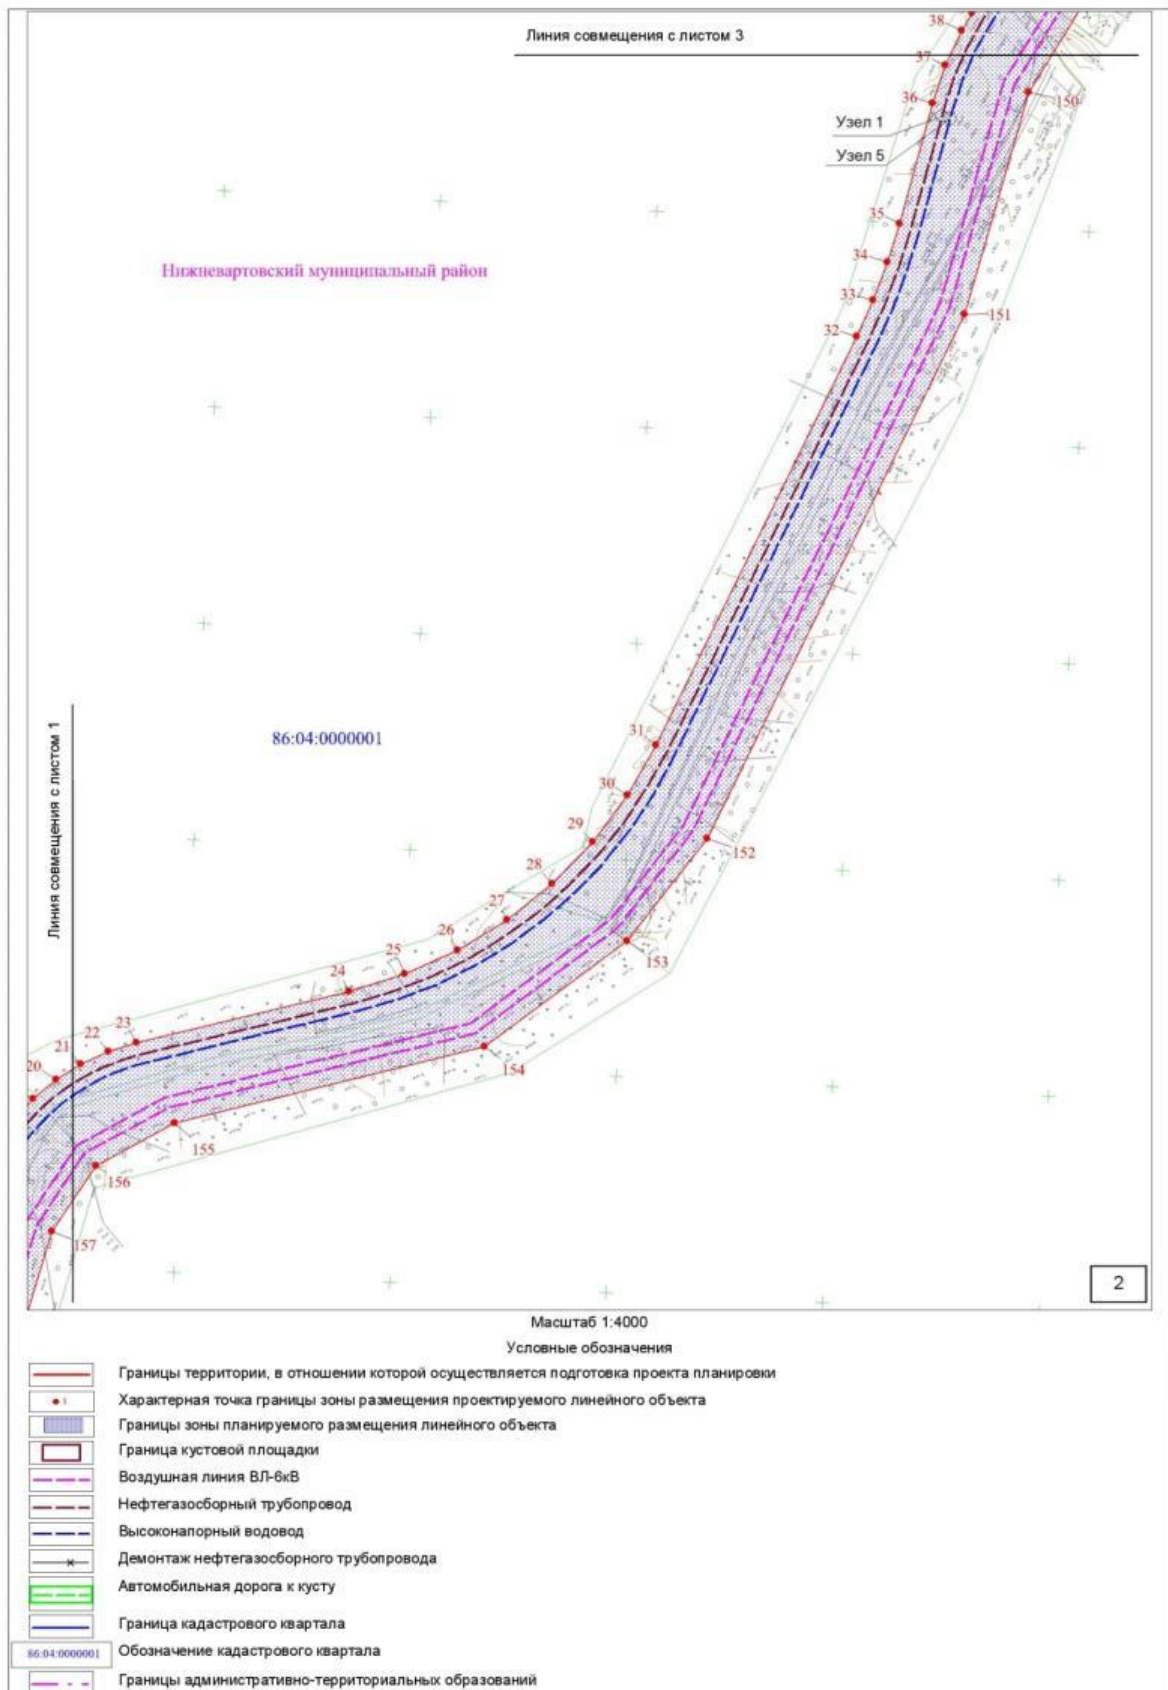 Линия совмещения с листом 3
38
37
36
150
Узел 1
Узел 5
35
34
33
32
151
Нижневартовский муниципальный район
Линия совмещения с листом 1
86:04:0000001
31
30
29
152
28
27
26
25
153
24
23
22
21
20
154
155
156
157
2
Масштаб 1:4000
Условные обозначения
Границы территории, в отношении которой осуществляется подготовка проекта планировки
1 Характерная точка границы зоны размещения проектируемого линейного объекта
Границы зоны планируемого размещения линейного объекта
Граница кустовой площадки
Воздушная линия ВЛ-6кВ
Нефтегазосборный трубопровод
Высоконапорный водовод
Демонтаж нефтегазосборного трубопровода
Автомобильная дорога к кусту
Граница кадастрового квартала
86:04:0000001 Обозначение кадастрового квартала
Границы административно-территориальных образований